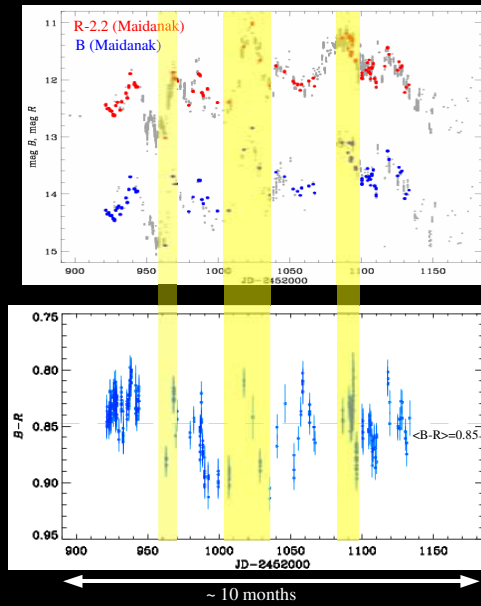 R-2.2 (Maidanak)
B (Maidanak)
mag B, mag R
11
12
13
14
15
900 950 1000 1050 1100 1150
JD-2452000
B-R
0.75
0.80
0.85
0.90
0.95
<B-R>=0.85
900 950 1000 1050 1100 1150
JD-2452000
~ 10 months